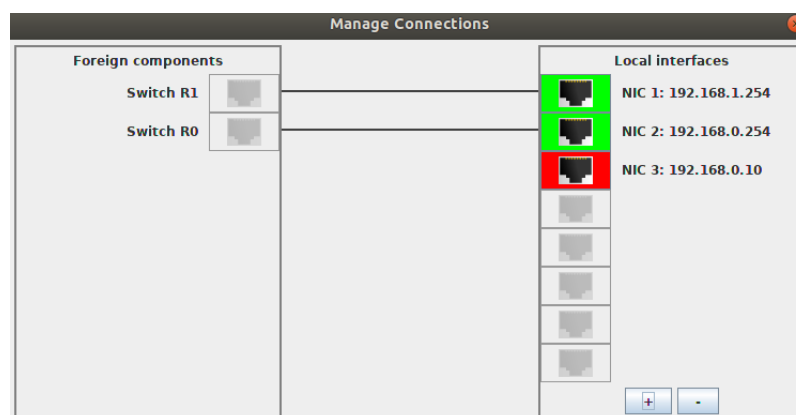 Manage Connections
Foreign components
Local interfaces
Switch R1
NIC 1: 192.168.1.254
Switch R0
NIC 2: 192.168.0.254
NIC 3: 192.168.0.10
+ -